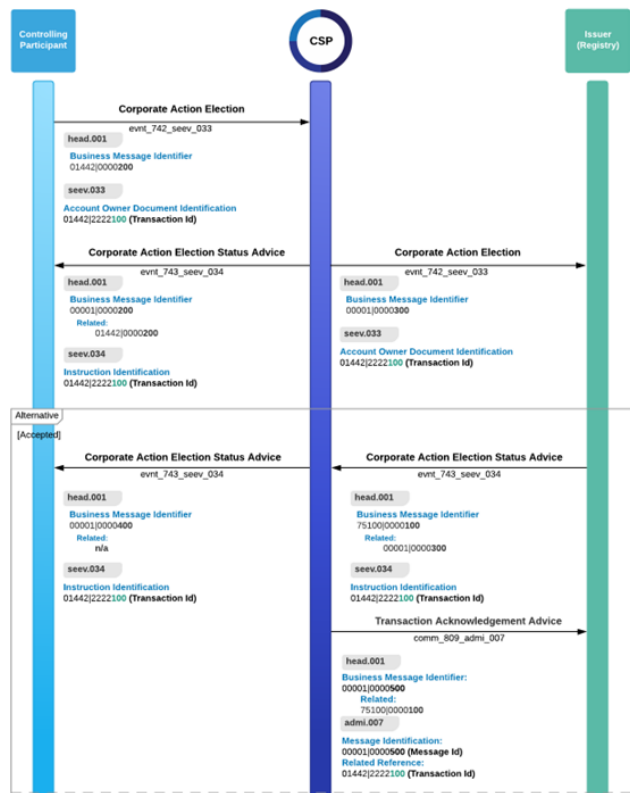 Controlling
Participant
CSP
Issuer
(Registry)
Corporate Action Election
evnt_742_seev_033
head.001
Business Message Identifier
01442|0000200
seev.033
Account Owner Document Identification
01442|2222100 (Transaction Id)
Corporate Action Election Status Advice
evnt_743_seev_034
head.001
Business Message Identifier
00001|0000200
Related:
01442|0000200
seev.034
Instruction Identification
01442|2222100 (Transaction Id)
Corporate Action Election
evnt_742_seev_033
head.001
Business Message Identifier
00001|0000300
seev.033
Account Owner Document Identification
01442|2222100 (Transaction Id)
Alternative
[Accepted]
Corporate Action Election Status Advice
evnt_743_seev_034
head.001
Business Message Identifier
00001|0000400
Related:
n/a
seev.034
Instruction Identification
01442|2222100 (Transaction Id)
Corporate Action Election Status Advice
evnt_743_seev_034
head.001
Business Message Identifier
75100|0000100
Related:
00001|0000300
seev.034
Instruction Identification
01442|2222100 (Transaction Id)
Transaction Acknowledgement Advice
comm_809_admi_007
head.001
Business Message Identifier:
00001|0000500
Related:
75100|0000100
admi.007
Message Identification:
00001|0000500 (Message Id)
Related Reference:
01442|2222100 (Transaction Id)